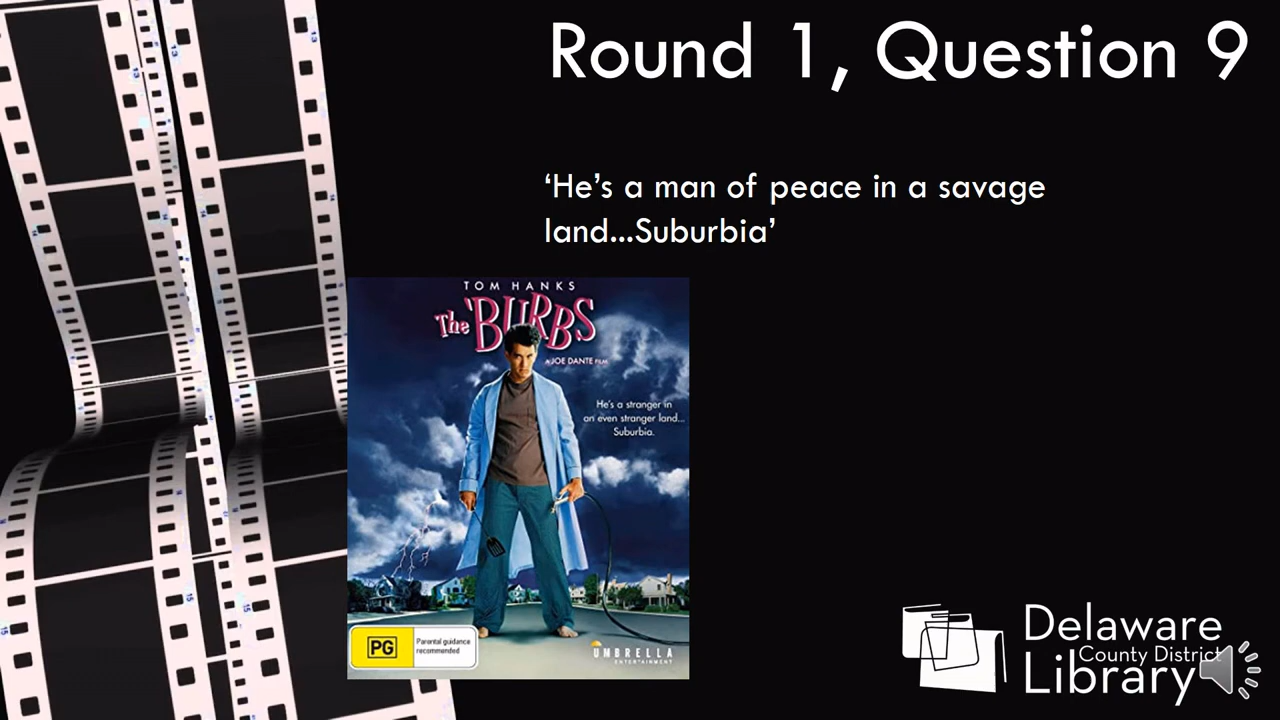 Round 1, Question 9
‘He’s a man of peace in a savage
land...Suburbia’
TOM HANKS
The 'BURBS
A JOE DANTE FILM
He's a stranger in
an even stranger land...
Suburbia.
PG
Parental guidance
recommended
UMBRELLA
ENTERTAINMENT
Delaware
County District
Library